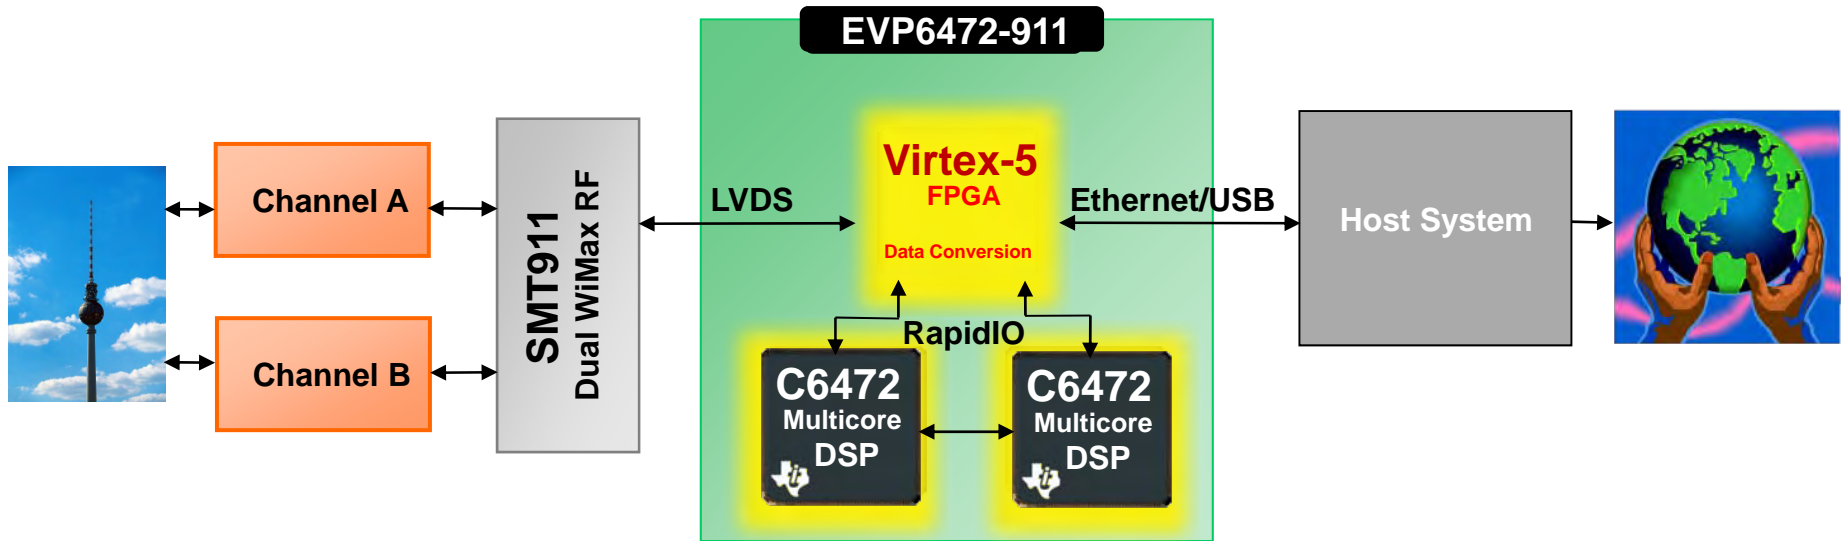 EVP6472-911
Channel A
Channel B
SMT911
Dual WiMax RF
LVDS
Virtex-5
FPGA
Data Conversion
Ethernet/USB
Host System
RapidIO
C6472
Multicore
DSP
C6472
Multicore
DSP